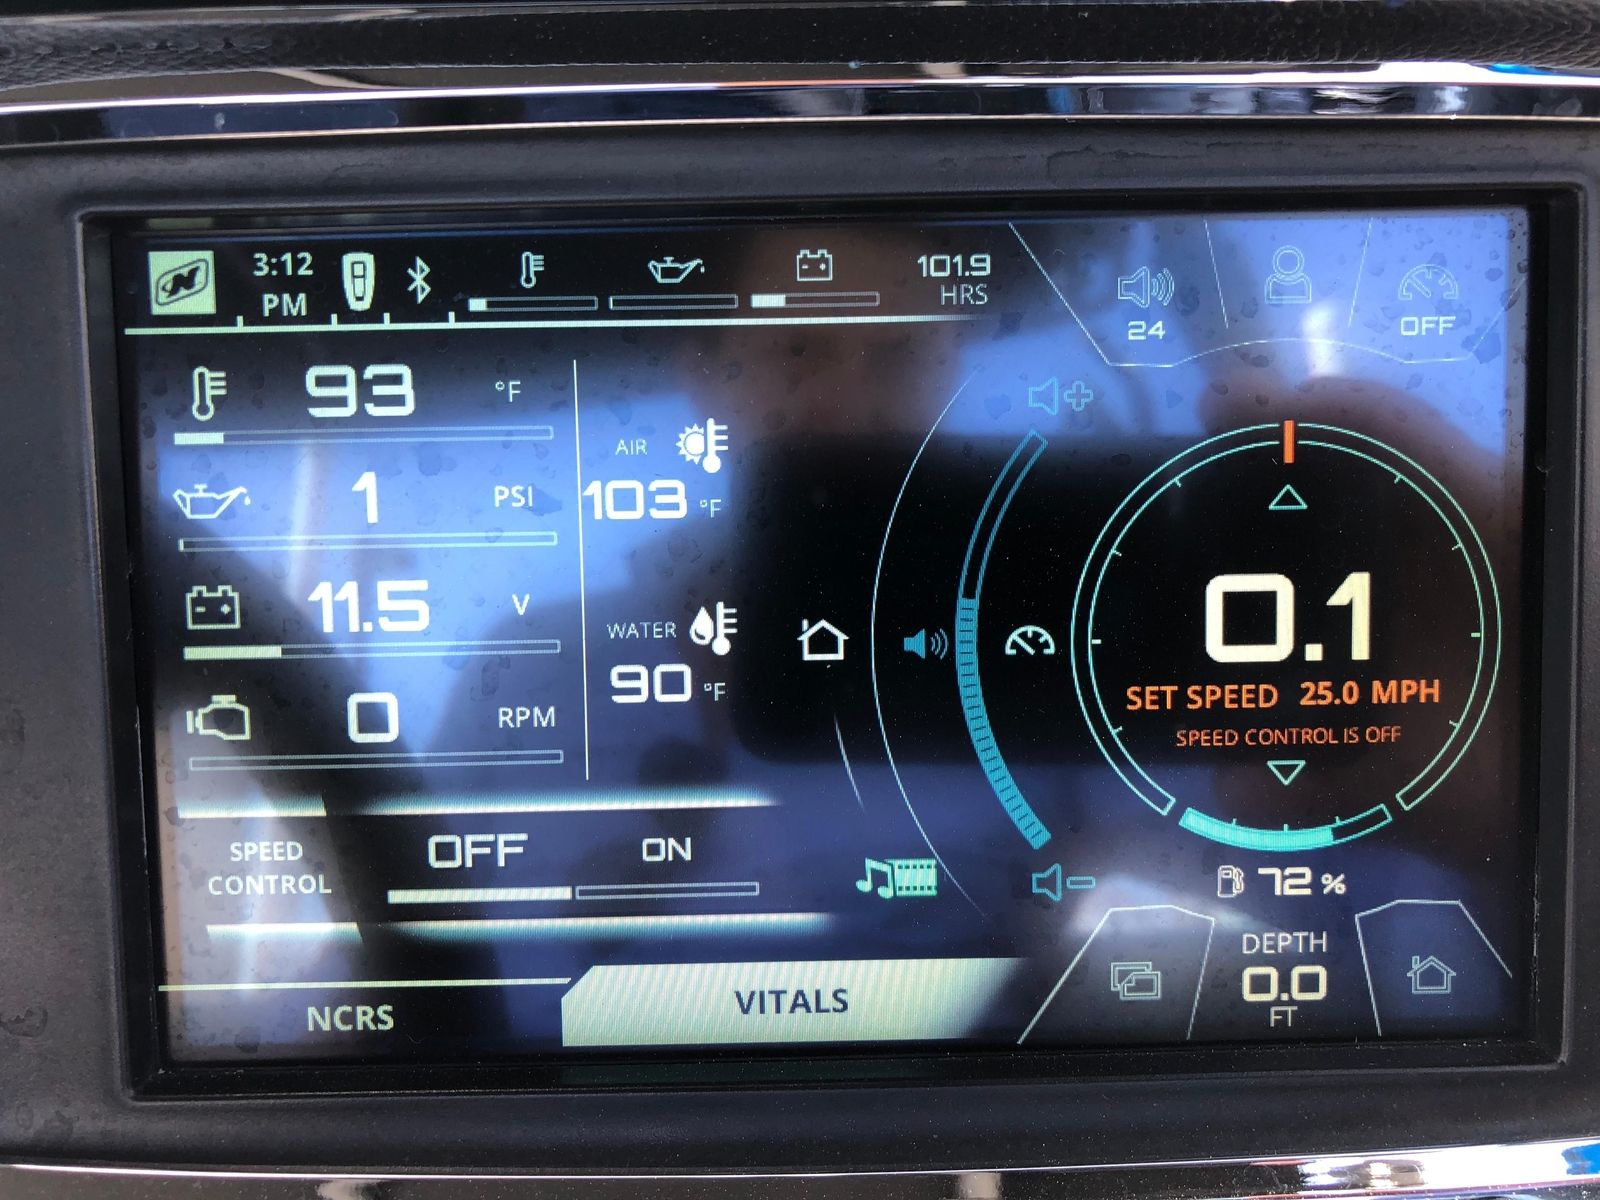 3:12
PM
101.9
HRS
24
OFF
93 °F
1 PSI
11.5 V
0 RPM
AIR
103 °F
WATER
90 °F
SPEED
CONTROL
OFF ON
NCRS
VITALS
0.1
SET SPEED 25.0 MPH
SPEED CONTROL IS OFF
72 %
DEPTH
0.0
FT